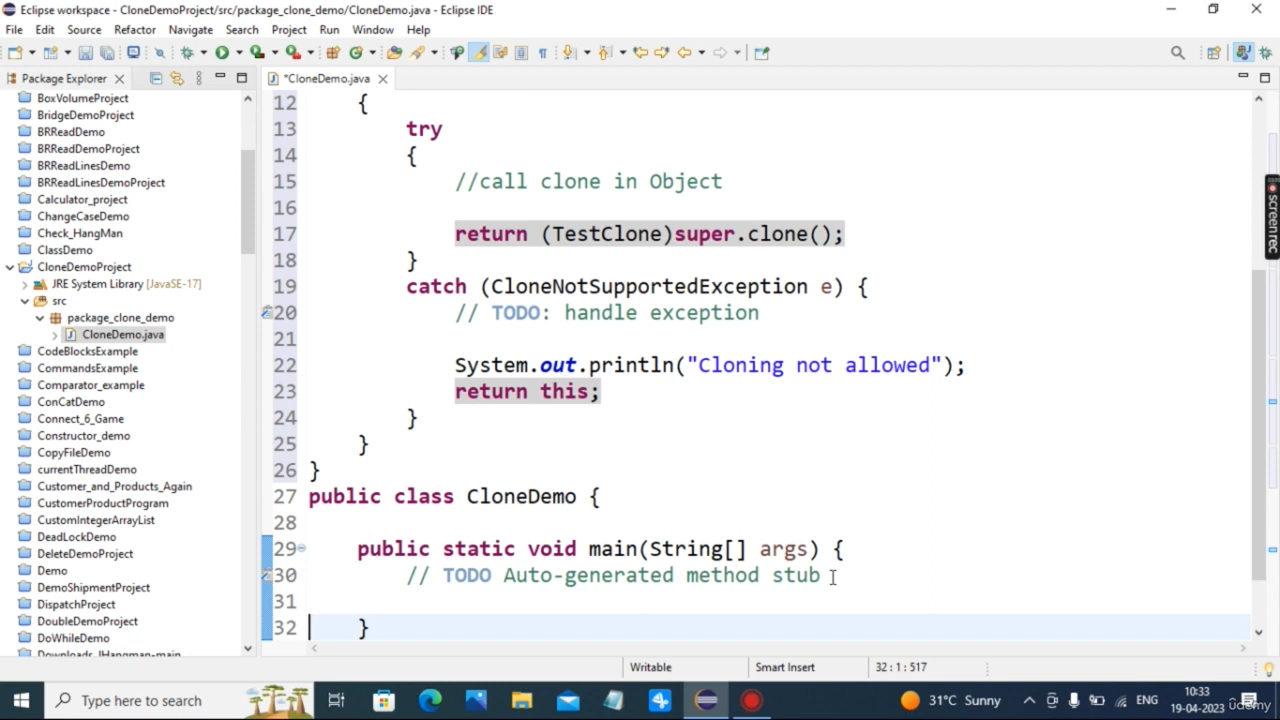 Eclipse workspace - CloneDemoProject/src/package_clone_demo/CloneDemo.java - Eclipse IDE
File Edit Source Refactor Navigate Search Project Run Window Help
Package Explorer
*CloneDemo.java
BoxVolumeProject
BridgeDemoProject
BRReadDemo
BRReadDemoProject
BRReadLinesDemo
BRReadLinesDemoProject
Calculator_project
ChangeCaseDemo
Check_HangMan
ClassDemo
CloneDemoProject
JRE System Library [JavaSE-17]
src
package_clone_demo
CloneDemo.java
CodeBlocksExample
CommandsExample
Comparator_example
ConCatDemo
Connect_6_Game
Constructor_demo
CopyFileDemo
currentThreadDemo
Customer_and_Products_Again
CustomerProductProgram
CustomIntegerArrayList
DeadLockDemo
DeleteDemoProject
Demo
DemoShipmentProject
DispatchProject
DoubleDemoProject
DoWhileDemo
Downloads_JHangman-main
12 {
13 try
14 {
15 //call clone in Object
16
17 return (TestClone)super.clone();
18 }
19 catch (CloneNotSupportedException e) {
20 // TODO: handle exception
21
22 System.out.println("Cloning not allowed");
23 return this;
24 }
25 }
26 }
27 public class CloneDemo {
28
29 public static void main(String[] args) {
30 // TODO Auto-generated method stub
31
32 }
screenrec
Writable Smart Insert 32 : 1 : 517
Type here to search
31°C Sunny
ENG
10:33
19-04-2023
udemy